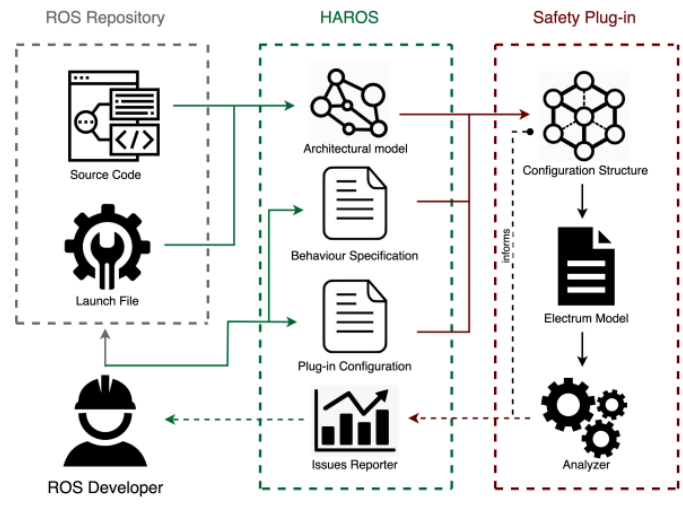 ROS Repository
HAROS
Safety Plug-in
Source Code
Architectural model
Configuration Structure
Behaviour Specification
informs
Launch File
Electrum Model
Plug-in Configuration
Issues Reporter
Analyzer
ROS Developer